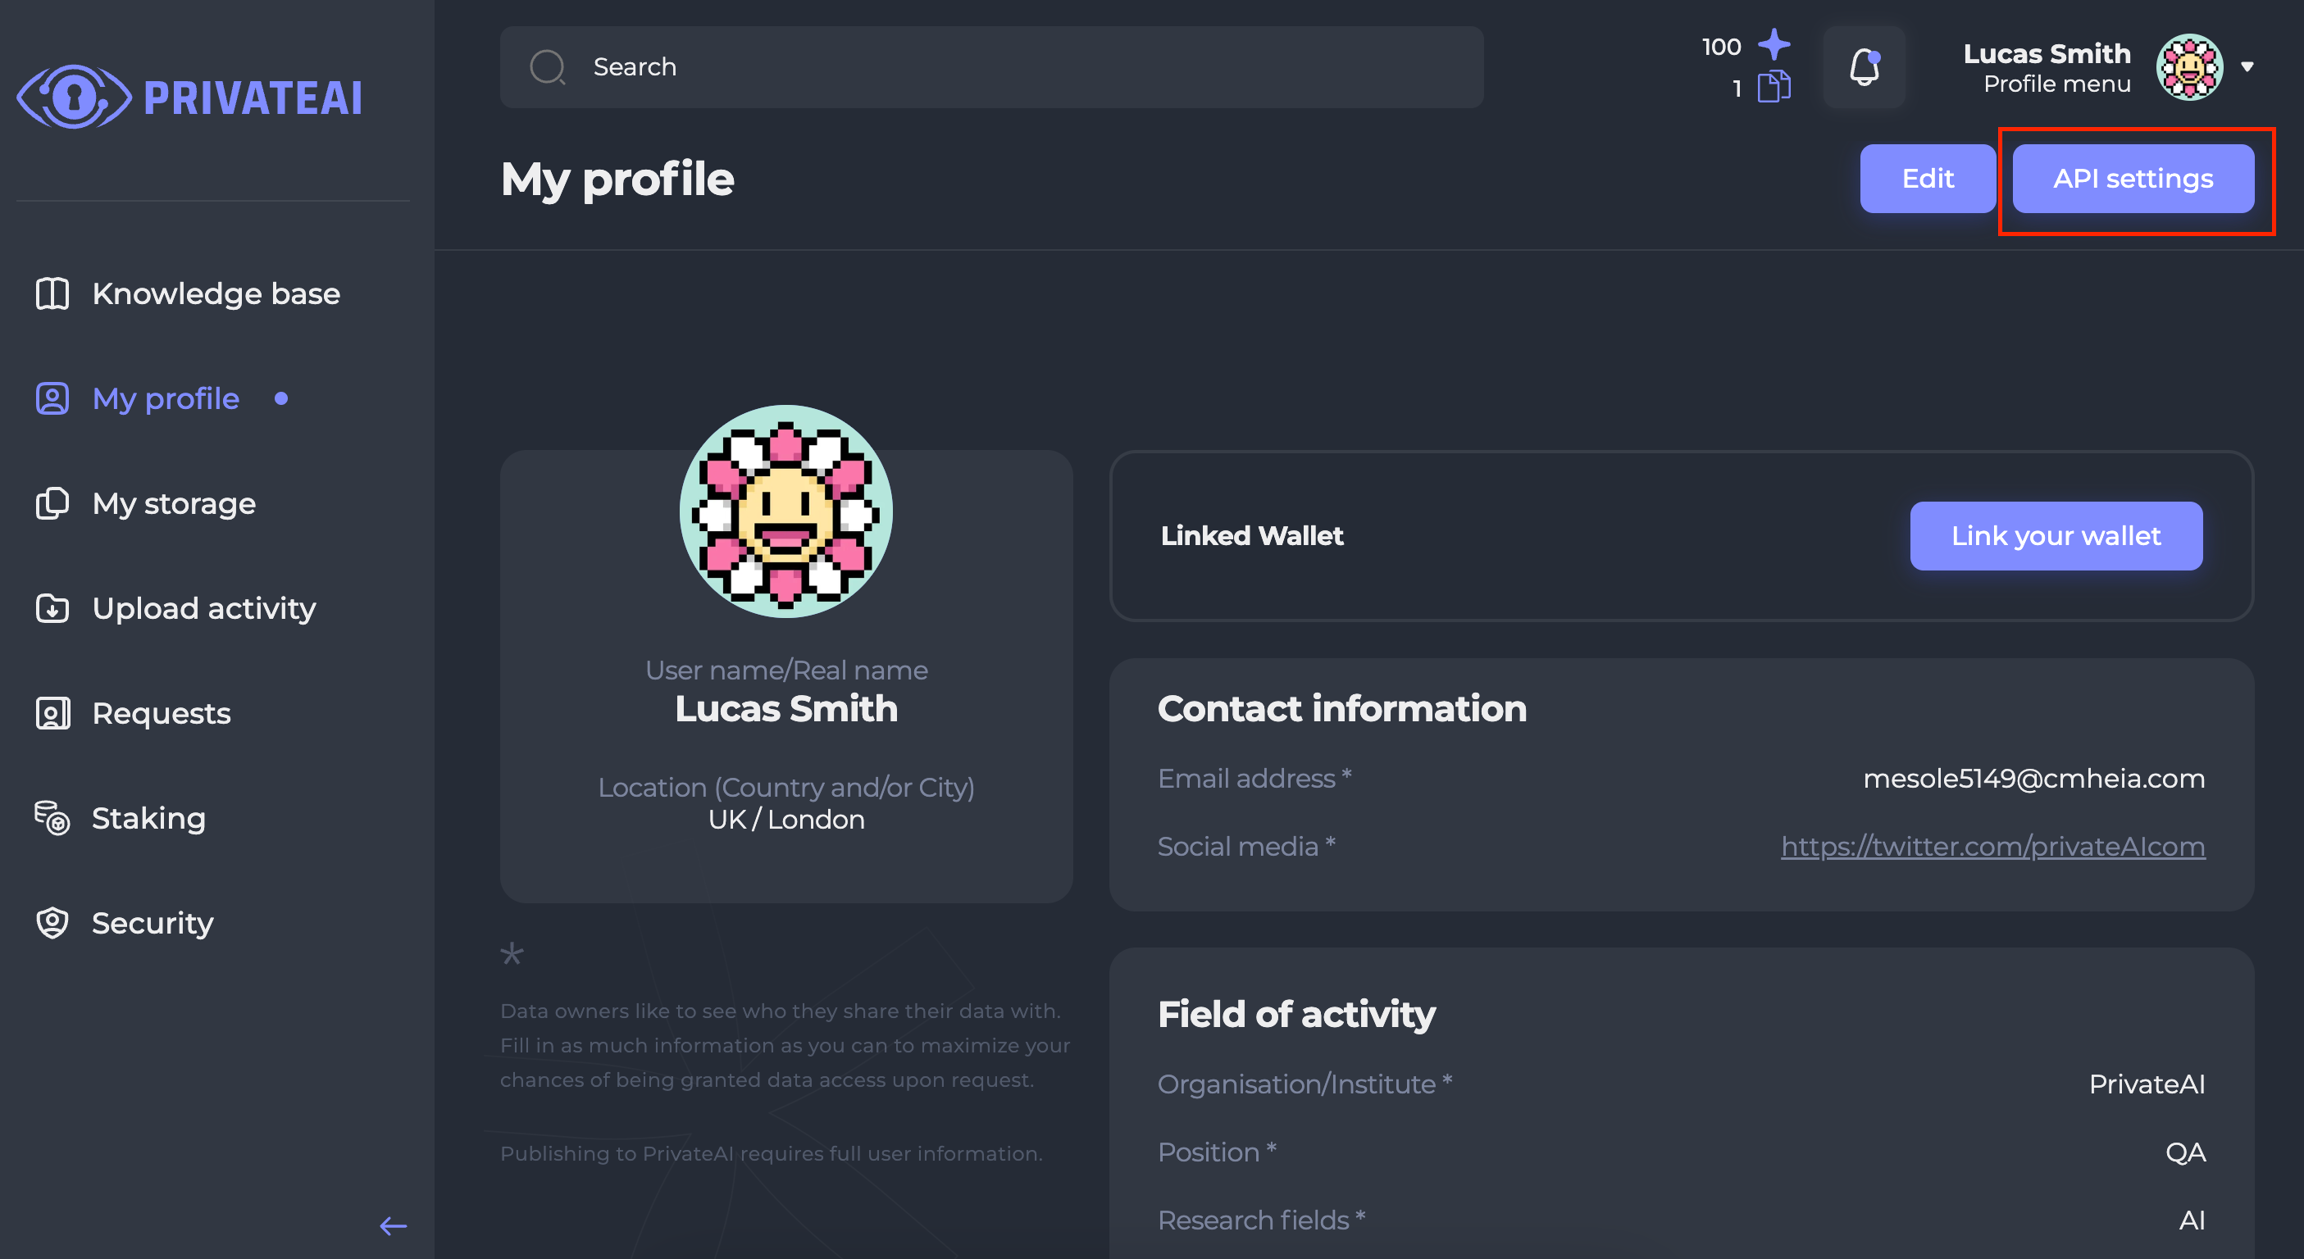 PRIVATEAI
Knowledge base
My profile
My storage
Upload activity
Requests
Staking
Security
Search
100
1
Lucas Smith
Profile menu
My profile
Edit
API settings
User name/Real name
Lucas Smith
Location (Country and/or City)
UK / London
*
Data owners like to see who they share their data with.
Fill in as much information as you can to maximize your
chances of being granted data access upon request.
Publishing to PrivateAI requires full user information.
Linked Wallet
Link your wallet
Contact information
Email address * mesole5149@cmheia.com
Social media * https://twitter.com/privateAIcom
Field of activity
Organisation/Institute * PrivateAI
Position * QA
Research fields * AI